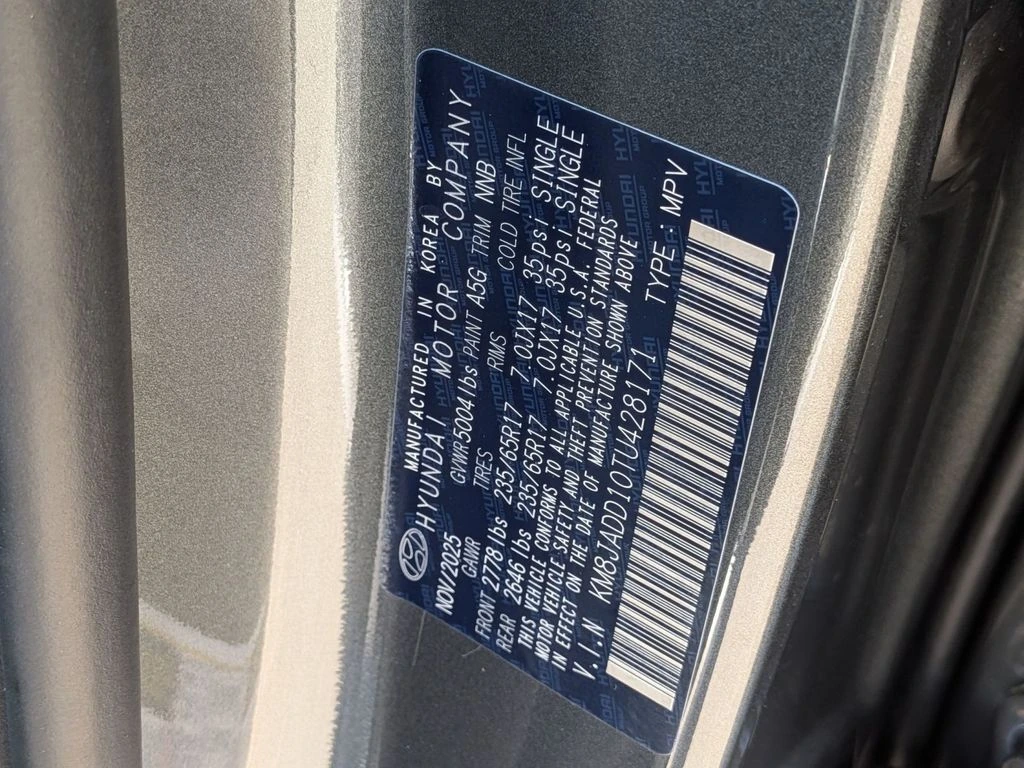 MANUFACTURED IN KOREA BY
HYUNDAI MOTOR COMPANY
NOV/2025 GVWR 5004 lbs PAINT A5G TRIM NNB
GAWR TIRES RIMS COLD TIRE INFL
FRONT 2778 lbs 235/65R17 7.0JX17 35psi SINGLE
REAR 2646 lbs 235/65R17 7.0JX17 35psi SINGLE
THIS VEHICLE CONFORMS TO ALL APPLICABLE U.S.A. FEDERAL
MOTOR VEHICLE SAFETY AND THEFT PREVENTION STANDARDS
IN EFFECT ON THE DATE OF MANUFACTURE SHOWN ABOVE
V.I.N KM8JADD10TU428171 TYPE : MPV